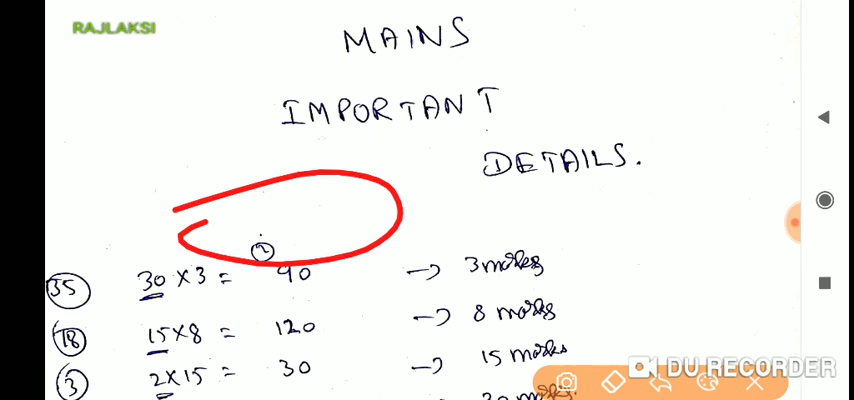 RAJLAKSI
MAINS
IMPORTANT
DETAILS.
2
35 30 × 3 = 90 → 3 marks
18 15 × 8 = 120 → 8 marks
3 2 × 15 = 30 → 15 marks
DU RECORDER